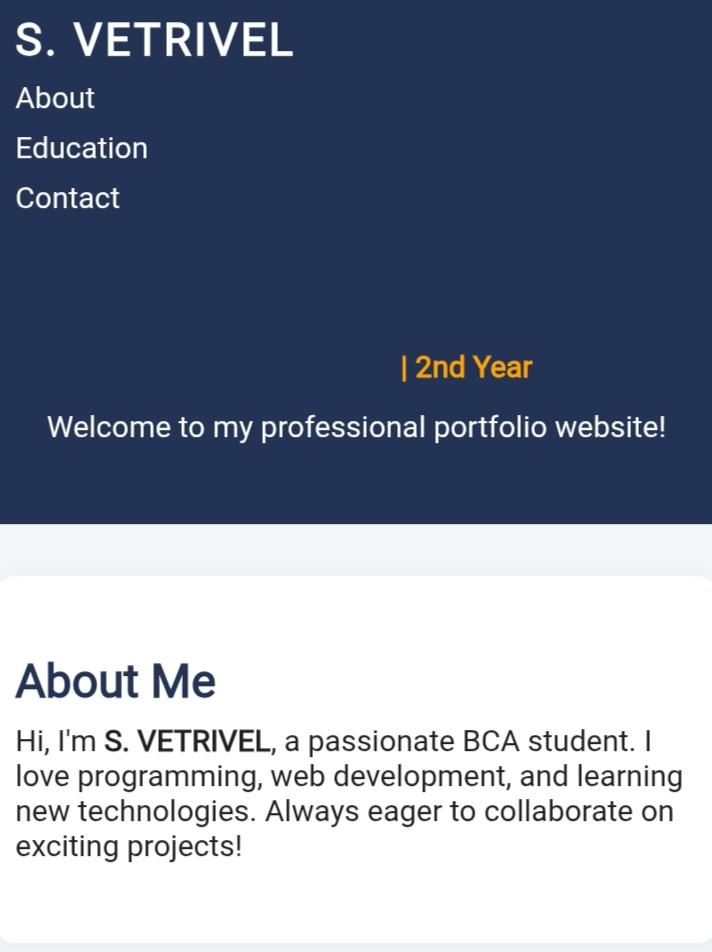 S. VETRIVEL
About
Education
Contact
| 2nd Year
Welcome to my professional portfolio website!
About Me
Hi, I'm S. VETRIVEL, a passionate BCA student. I
love programming, web development, and learning
new technologies. Always eager to collaborate on
exciting projects!